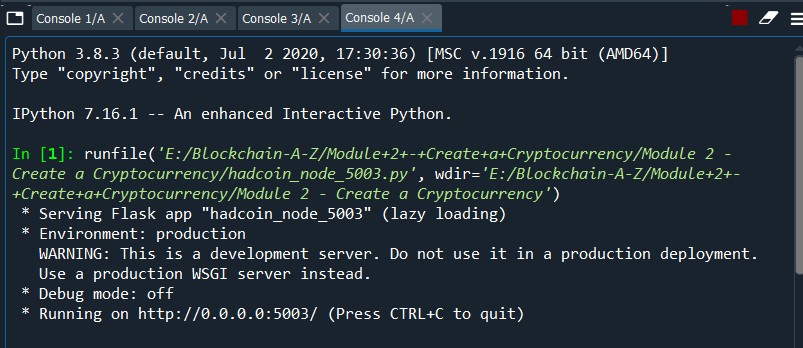 Console 1/A Console 2/A Console 3/A Console 4/A
Python 3.8.3 (default, Jul  2 2020, 17:30:36) [MSC v.1916 64 bit (AMD64)]
Type "copyright", "credits" or "license" for more information.
IPython 7.16.1 -- An enhanced Interactive Python.
In [1]: runfile('E:/Blockchain-A-Z/Module+2+-+Create+a+Cryptocurrency/Module 2 -
Create a Cryptocurrency/hadcoin_node_5003.py', wdir='E:/Blockchain-A-Z/Module+2+-
+Create+a+Cryptocurrency/Module 2 - Create a Cryptocurrency')
* Serving Flask app "hadcoin_node_5003" (lazy loading)
* Environment: production
WARNING: This is a development server. Do not use it in a production deployment.
Use a production WSGI server instead.
* Debug mode: off
* Running on http://0.0.0.0:5003/ (Press CTRL+C to quit)